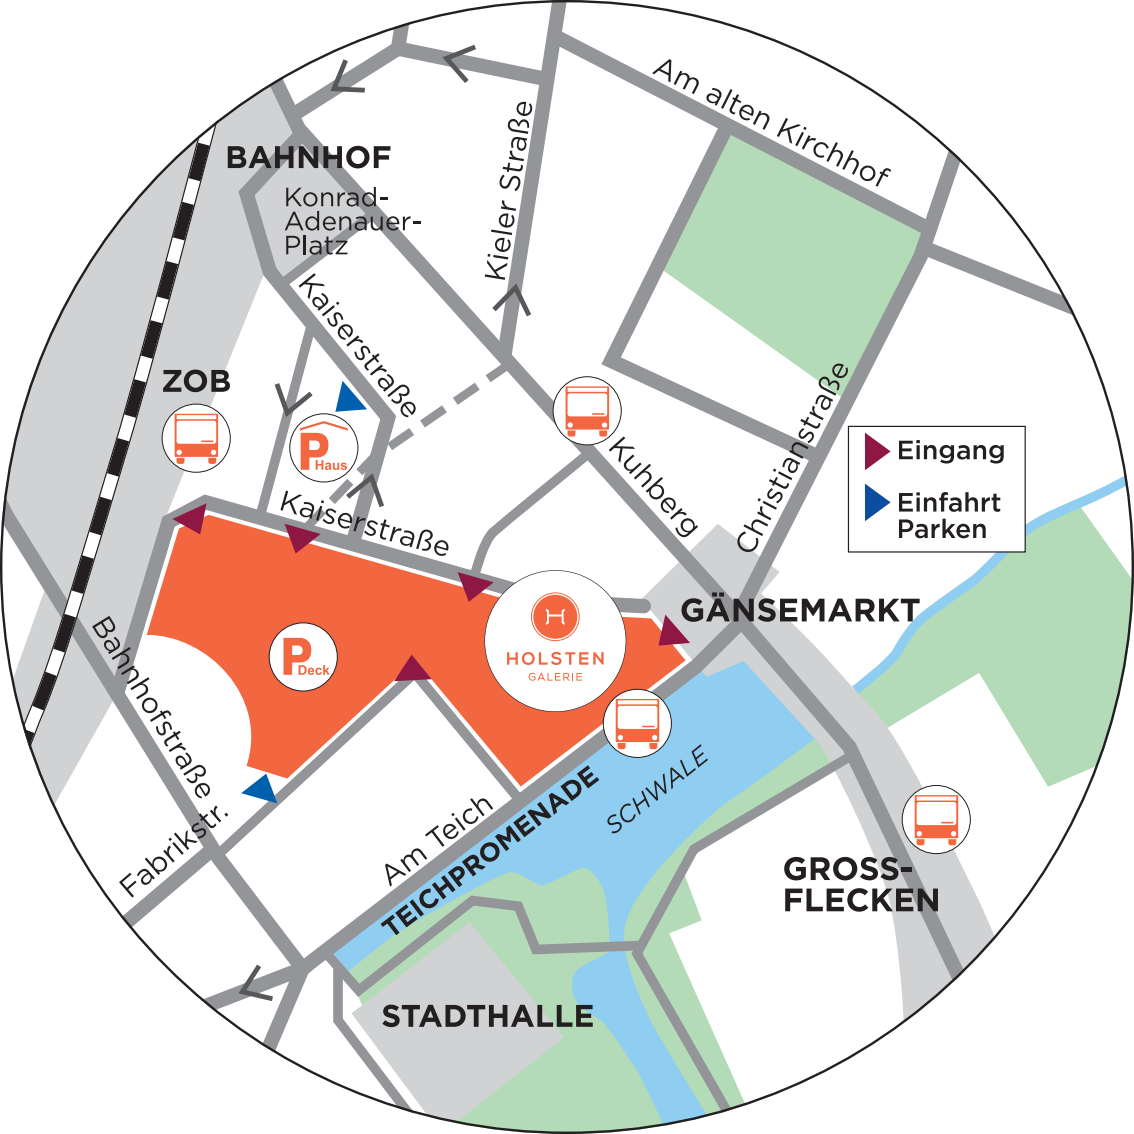 Am alten Kirchhof
Kieler Straße
BAHNHOF
Konrad-
Adenauer-
Platz
Kaiserstraße
ZOB
P
Haus
Kaiserstraße
Kuhberg
Christianstraße
Eingang
Einfahrt
Parken
GÄNSEMARKT
HOLSTEN
GALERIE
P
Deck
Bahnhofstraße
Fabrikstr.
Am Teich
TEICHPROMENADE
SCHWALE
GROSS-
FLECKEN
STADTHALLE